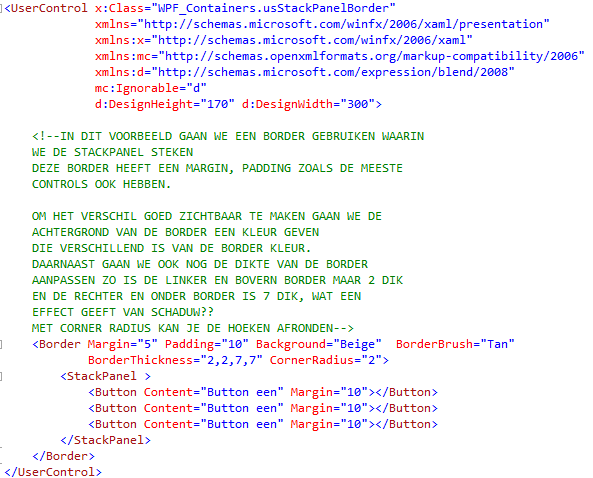 <UserControl x:Class="WPF_Containers.usStackPanelBorder"
             xmlns="http://schemas.microsoft.com/winfx/2006/xaml/presentation"
             xmlns:x="http://schemas.microsoft.com/winfx/2006/xaml"
             xmlns:mc="http://schemas.openxmlformats.org/markup-compatibility/2006"
             xmlns:d="http://schemas.microsoft.com/expression/blend/2008"
             mc:Ignorable="d"
             d:DesignHeight="170" d:DesignWidth="300">
    <!--IN DIT VOORBEELD GAAN WE EEN BORDER GEBRUIKEN WAARIN
    WE DE STACKPANEL STEKEN
    DEZE BORDER HEEFT EEN MARGIN, PADDING ZOALS DE MEESTE
    CONTROLS OOK HEBBEN.
    OM HET VERSCHIL GOED ZICHTBAAR TE MAKEN GAAN WE DE
    ACHTERGROND VAN DE BORDER EEN KLEUR GEVEN
    DIE VERSCHILLEND IS VAN DE BORDER KLEUR.
    DAARNAAST GAAN WE OOK NOG DE DIKTE VAN DE BORDER
    AANPASSEN ZO IS DE LINKER EN BOVERN BORDER MAAR 2 DIK
    EN DE RECHTER EN ONDER BORDER IS 7 DIK, WAT EEN
    EFFECT GEEFT VAN SCHADUW??
    MET CORNER RADIUS KAN JE DE HOEKEN AFRONDEN-->
    <Border Margin="5" Padding="10" Background="Beige"  BorderBrush="Tan"
            BorderThickness="2,2,7,7" CornerRadius="2">
        <StackPanel >
            <Button Content="Button een" Margin="10"></Button>
            <Button Content="Button een" Margin="10"></Button>
            <Button Content="Button een" Margin="10"></Button>
        </StackPanel>
    </Border>
</UserControl>